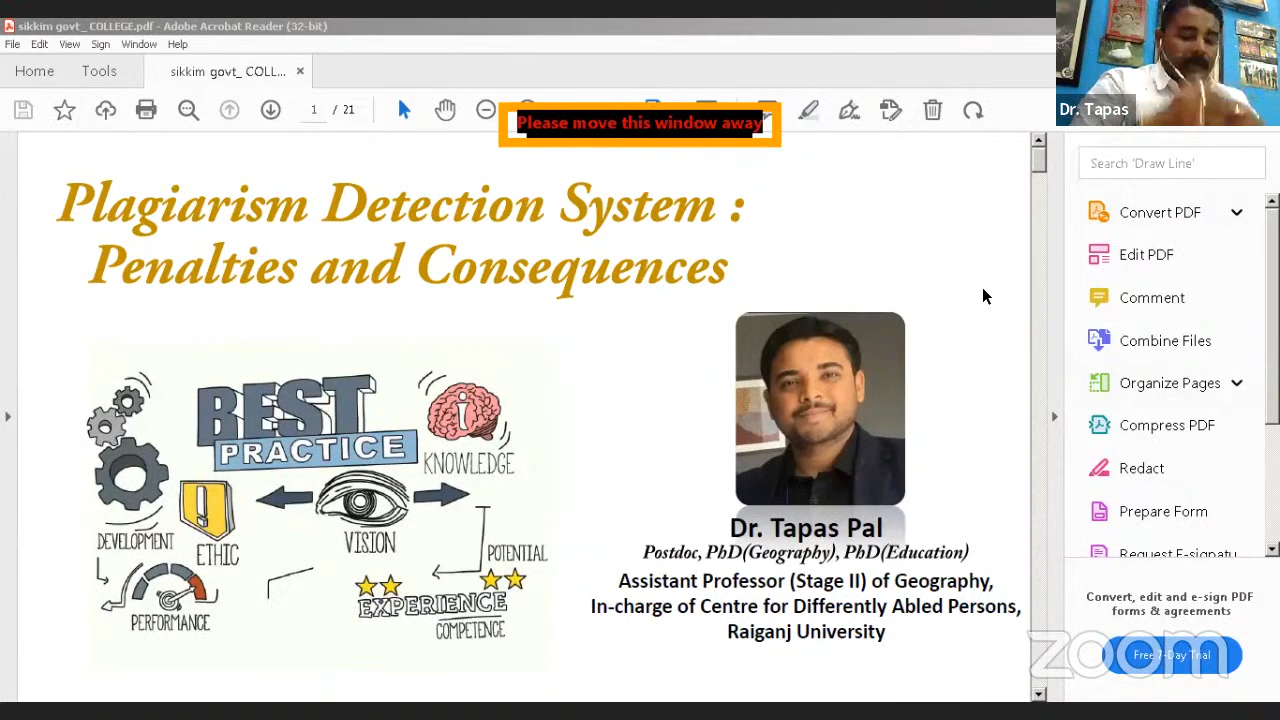 sikkim govt_ COLLEGE.pdf - Adobe Acrobat Reader (32-bit)
File Edit View Sign Window Help
Home Tools sikkim govt_ COLL... ×
1 / 21
Please move this window away
Dr. Tapas
Search 'Draw Line'
Convert PDF
Edit PDF
Comment
Combine Files
Organize Pages
Compress PDF
Redact
Prepare Form
Convert, edit and e-sign PDF
forms & agreements
Free 7-Day Trial
zoom
Plagiarism Detection System :
Penalties and Consequences
BEST
PRACTICE
KNOWLEDGE
DEVELOPMENT
ETHIC
VISION
POTENTIAL
PERFORMANCE
EXPERIENCE
COMPETENCE
Dr. Tapas Pal
Postdoc, PhD(Geography), PhD(Education)
Assistant Professor (Stage II) of Geography,
In-charge of Centre for Differently Abled Persons,
Raiganj University